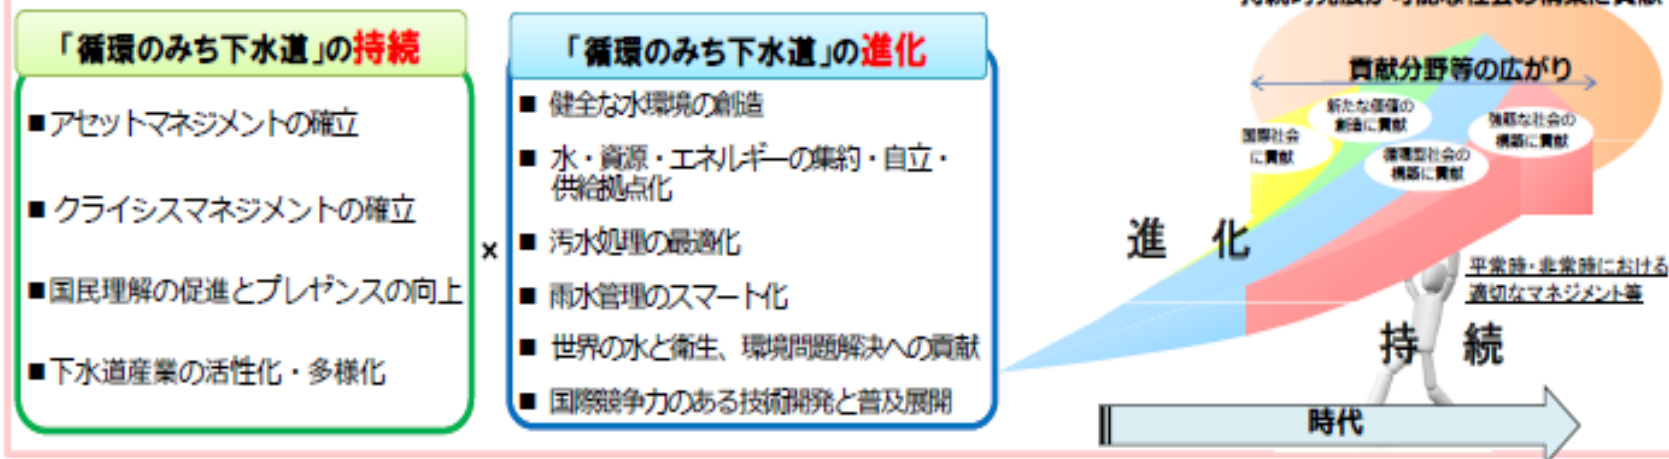 「循環のみち下水道」の持続
■アセットマネジメントの確立
■ クライシスマネジメントの確立
■国民理解の促進とプレゼンスの向上
■下水道産業の活性化・多様化
×
「循環のみち下水道」の進化
■ 健全な水環境の創造
■ 水・資源・エネルギーの集約・自立・
供給拠点化
■ 汚水処理の最適化
■ 雨水管理のスマート化
■ 世界の水と衛生、環境問題解決への貢献
■ 国際競争力のある技術開発と普及展開
貢献分野等の広がり
新たな価値の
創造に貢献
強靱な社会の
構築に貢献
国際社会
に貢献
循環型社会の
構築に貢献
進 化
平常時・非常時における
適切なマネジメント等
持 続
時代